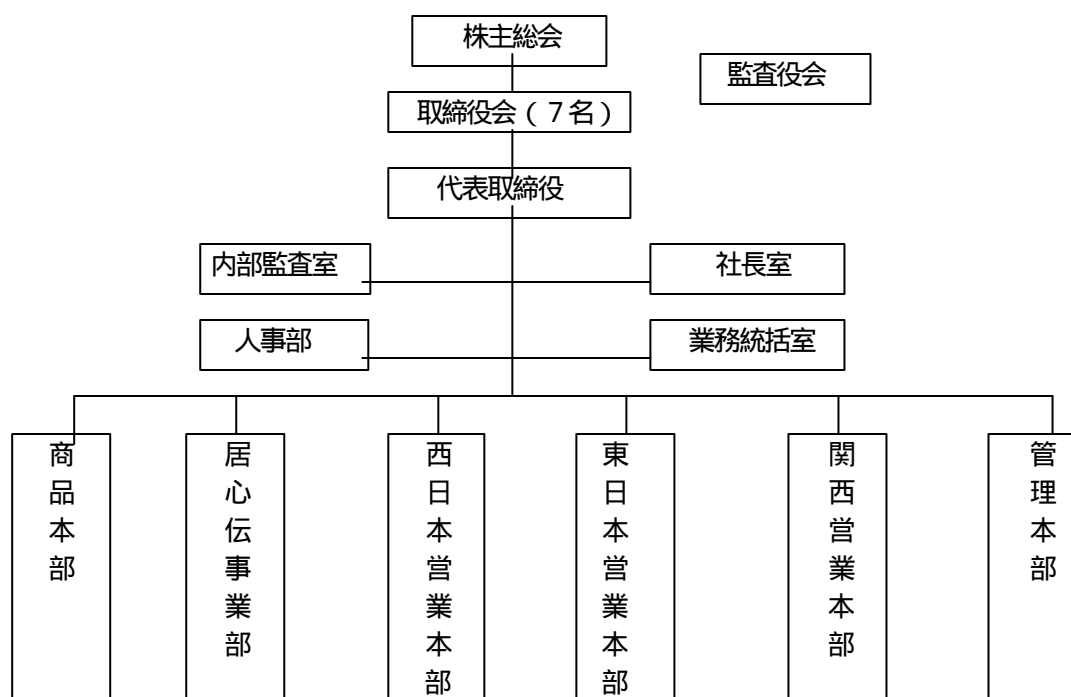 株主総会
監査役会
取締役会(7名)
代表取締役
内部監査室
社長室
人事部
業務統括室
商品本部
居心伝事業部
西日本営業本部
東日本営業本部
関西営業本部
管理本部